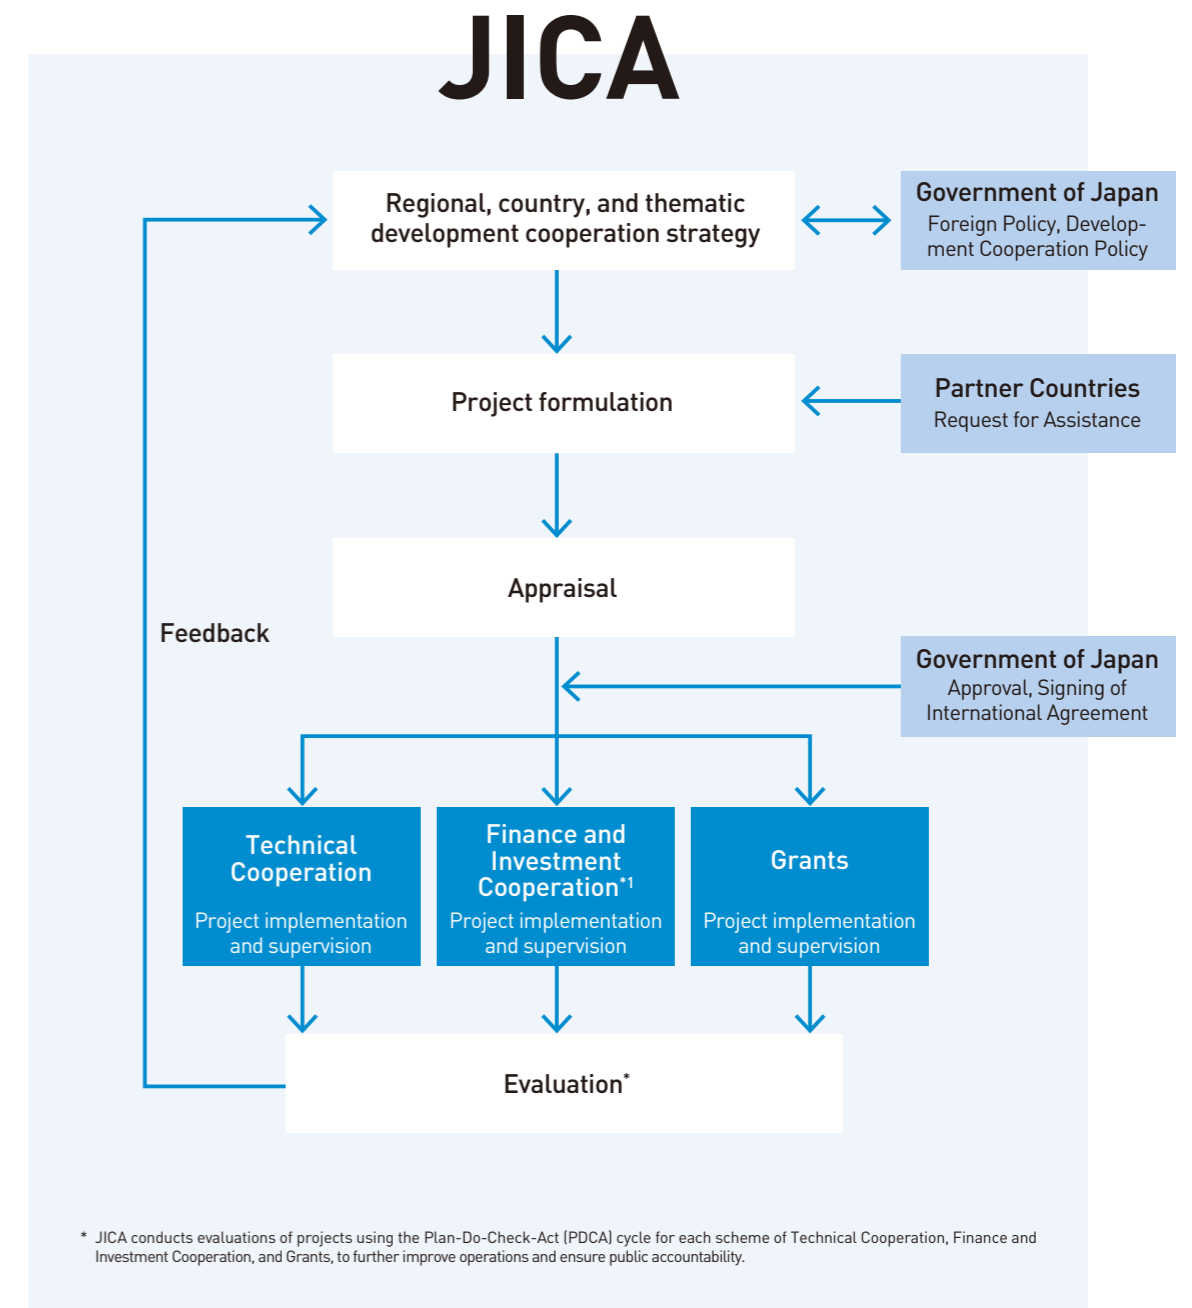 JICA
Regional, country, and thematic
development cooperation strategy
Government of Japan
Foreign Policy, Develop-
ment Cooperation Policy
Project formulation
Partner Countries
Request for Assistance
Appraisal
Feedback
Government of Japan
Approval, Signing of
International Agreement
Technical
Cooperation
Project implementation
and supervision
Finance and
Investment
Cooperation*1
Project implementation
and supervision
Grants
Project implementation
and supervision
Evaluation*
* JICA conducts evaluations of projects using the Plan-Do-Check-Act (PDCA) cycle for each scheme of Technical Cooperation, Finance and
Investment Cooperation, and Grants, to further improve operations and ensure public accountability.